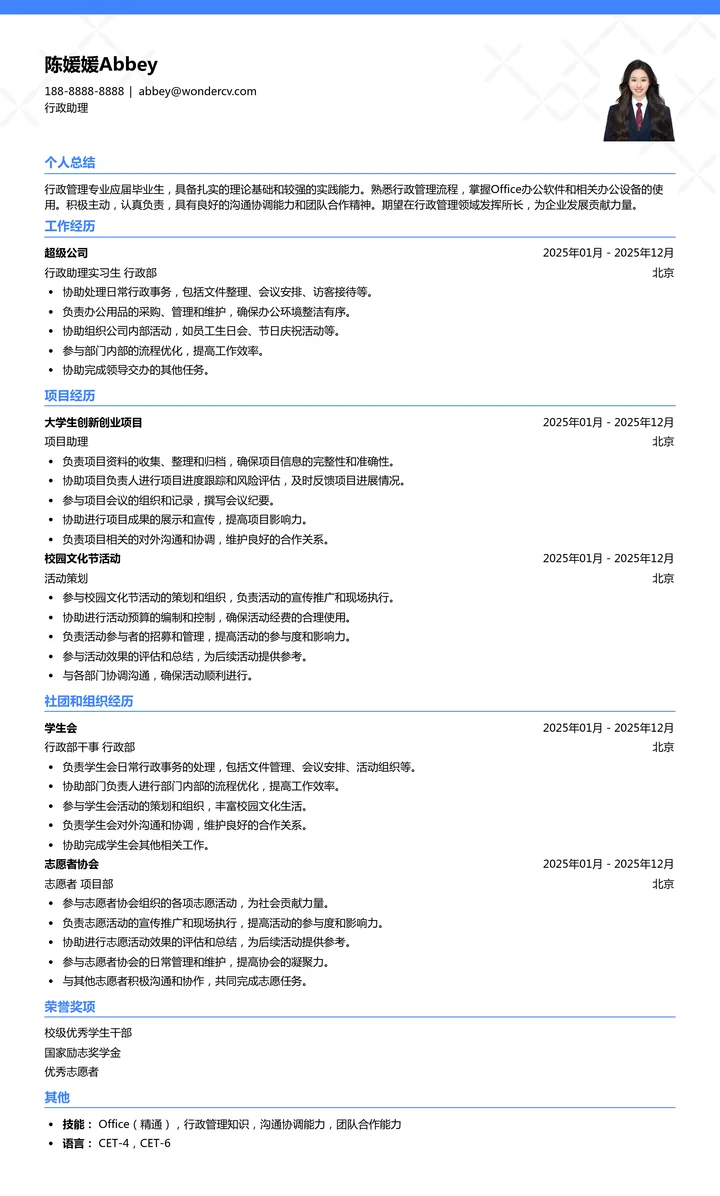 陈媛媛Abbey
188-8888-8888 | abbey@wondercv.com
行政助理
个人总结
行政管理专业应届毕业生，具备扎实的理论基础和较强的实践能力。熟悉行政管理流程，掌握Office办公软件和相关办公设备的使
用。积极主动，认真负责，具有良好的沟通协调能力和团队合作精神。期望在行政管理领域发挥所长，为企业发展贡献力量。
工作经历
超级公司 2025年01月 - 2025年12月
行政助理实习生 行政部 北京
• 协助处理日常行政事务，包括文件整理、会议安排、访客接待等。
• 负责办公用品的采购、管理和维护，确保办公环境整洁有序。
• 协助组织公司内部活动，如员工生日会、节日庆祝活动等。
• 参与部门内部的流程优化，提高工作效率。
• 协助完成领导交办的其他任务。
项目经历
大学生创新创业项目 2025年01月 - 2025年12月
项目助理 北京
• 负责项目资料的收集、整理和归档，确保项目信息的完整性和准确性。
• 协助项目负责人进行项目进度跟踪和风险评估，及时反馈项目进展情况。
• 参与项目会议的组织和记录，撰写会议纪要。
• 协助进行项目成果的展示和宣传，提高项目影响力。
• 负责项目相关的对外沟通和协调，维护良好的合作关系。
校园文化节活动 2025年01月 - 2025年12月
活动策划 北京
• 参与校园文化节活动的策划和组织，负责活动的宣传推广和现场执行。
• 协助进行活动预算的编制和控制，确保活动经费的合理使用。
• 负责活动参与者的招募和管理，提高活动的参与度和影响力。
• 参与活动效果的评估和总结，为后续活动提供参考。
• 与各部门协调沟通，确保活动顺利进行。
社团和组织经历
学生会 2025年01月 - 2025年12月
行政部干事 行政部 北京
• 负责学生会日常行政事务的处理，包括文件管理、会议安排、活动组织等。
• 协助部门负责人进行部门内部的流程优化，提高工作效率。
• 参与学生会活动的策划和组织，丰富校园文化生活。
• 负责学生会对外沟通和协调，维护良好的合作关系。
• 协助完成学生会其他相关工作。
志愿者协会 2025年01月 - 2025年12月
志愿者 项目部 北京
• 参与志愿者协会组织的各项志愿活动，为社会贡献力量。
• 负责志愿活动的宣传推广和现场执行，提高活动的参与度和影响力。
• 协助进行志愿活动效果的评估和总结，为后续活动提供参考。
• 参与志愿者协会的日常管理和维护，提高协会的凝聚力。
• 与其他志愿者积极沟通和协作，共同完成志愿任务。
荣誉奖项
校级优秀学生干部
国家励志奖学金
优秀志愿者
其他
• 技能： Office（精通），行政管理知识，沟通协调能力，团队合作能力
• 语言： CET-4，CET-6